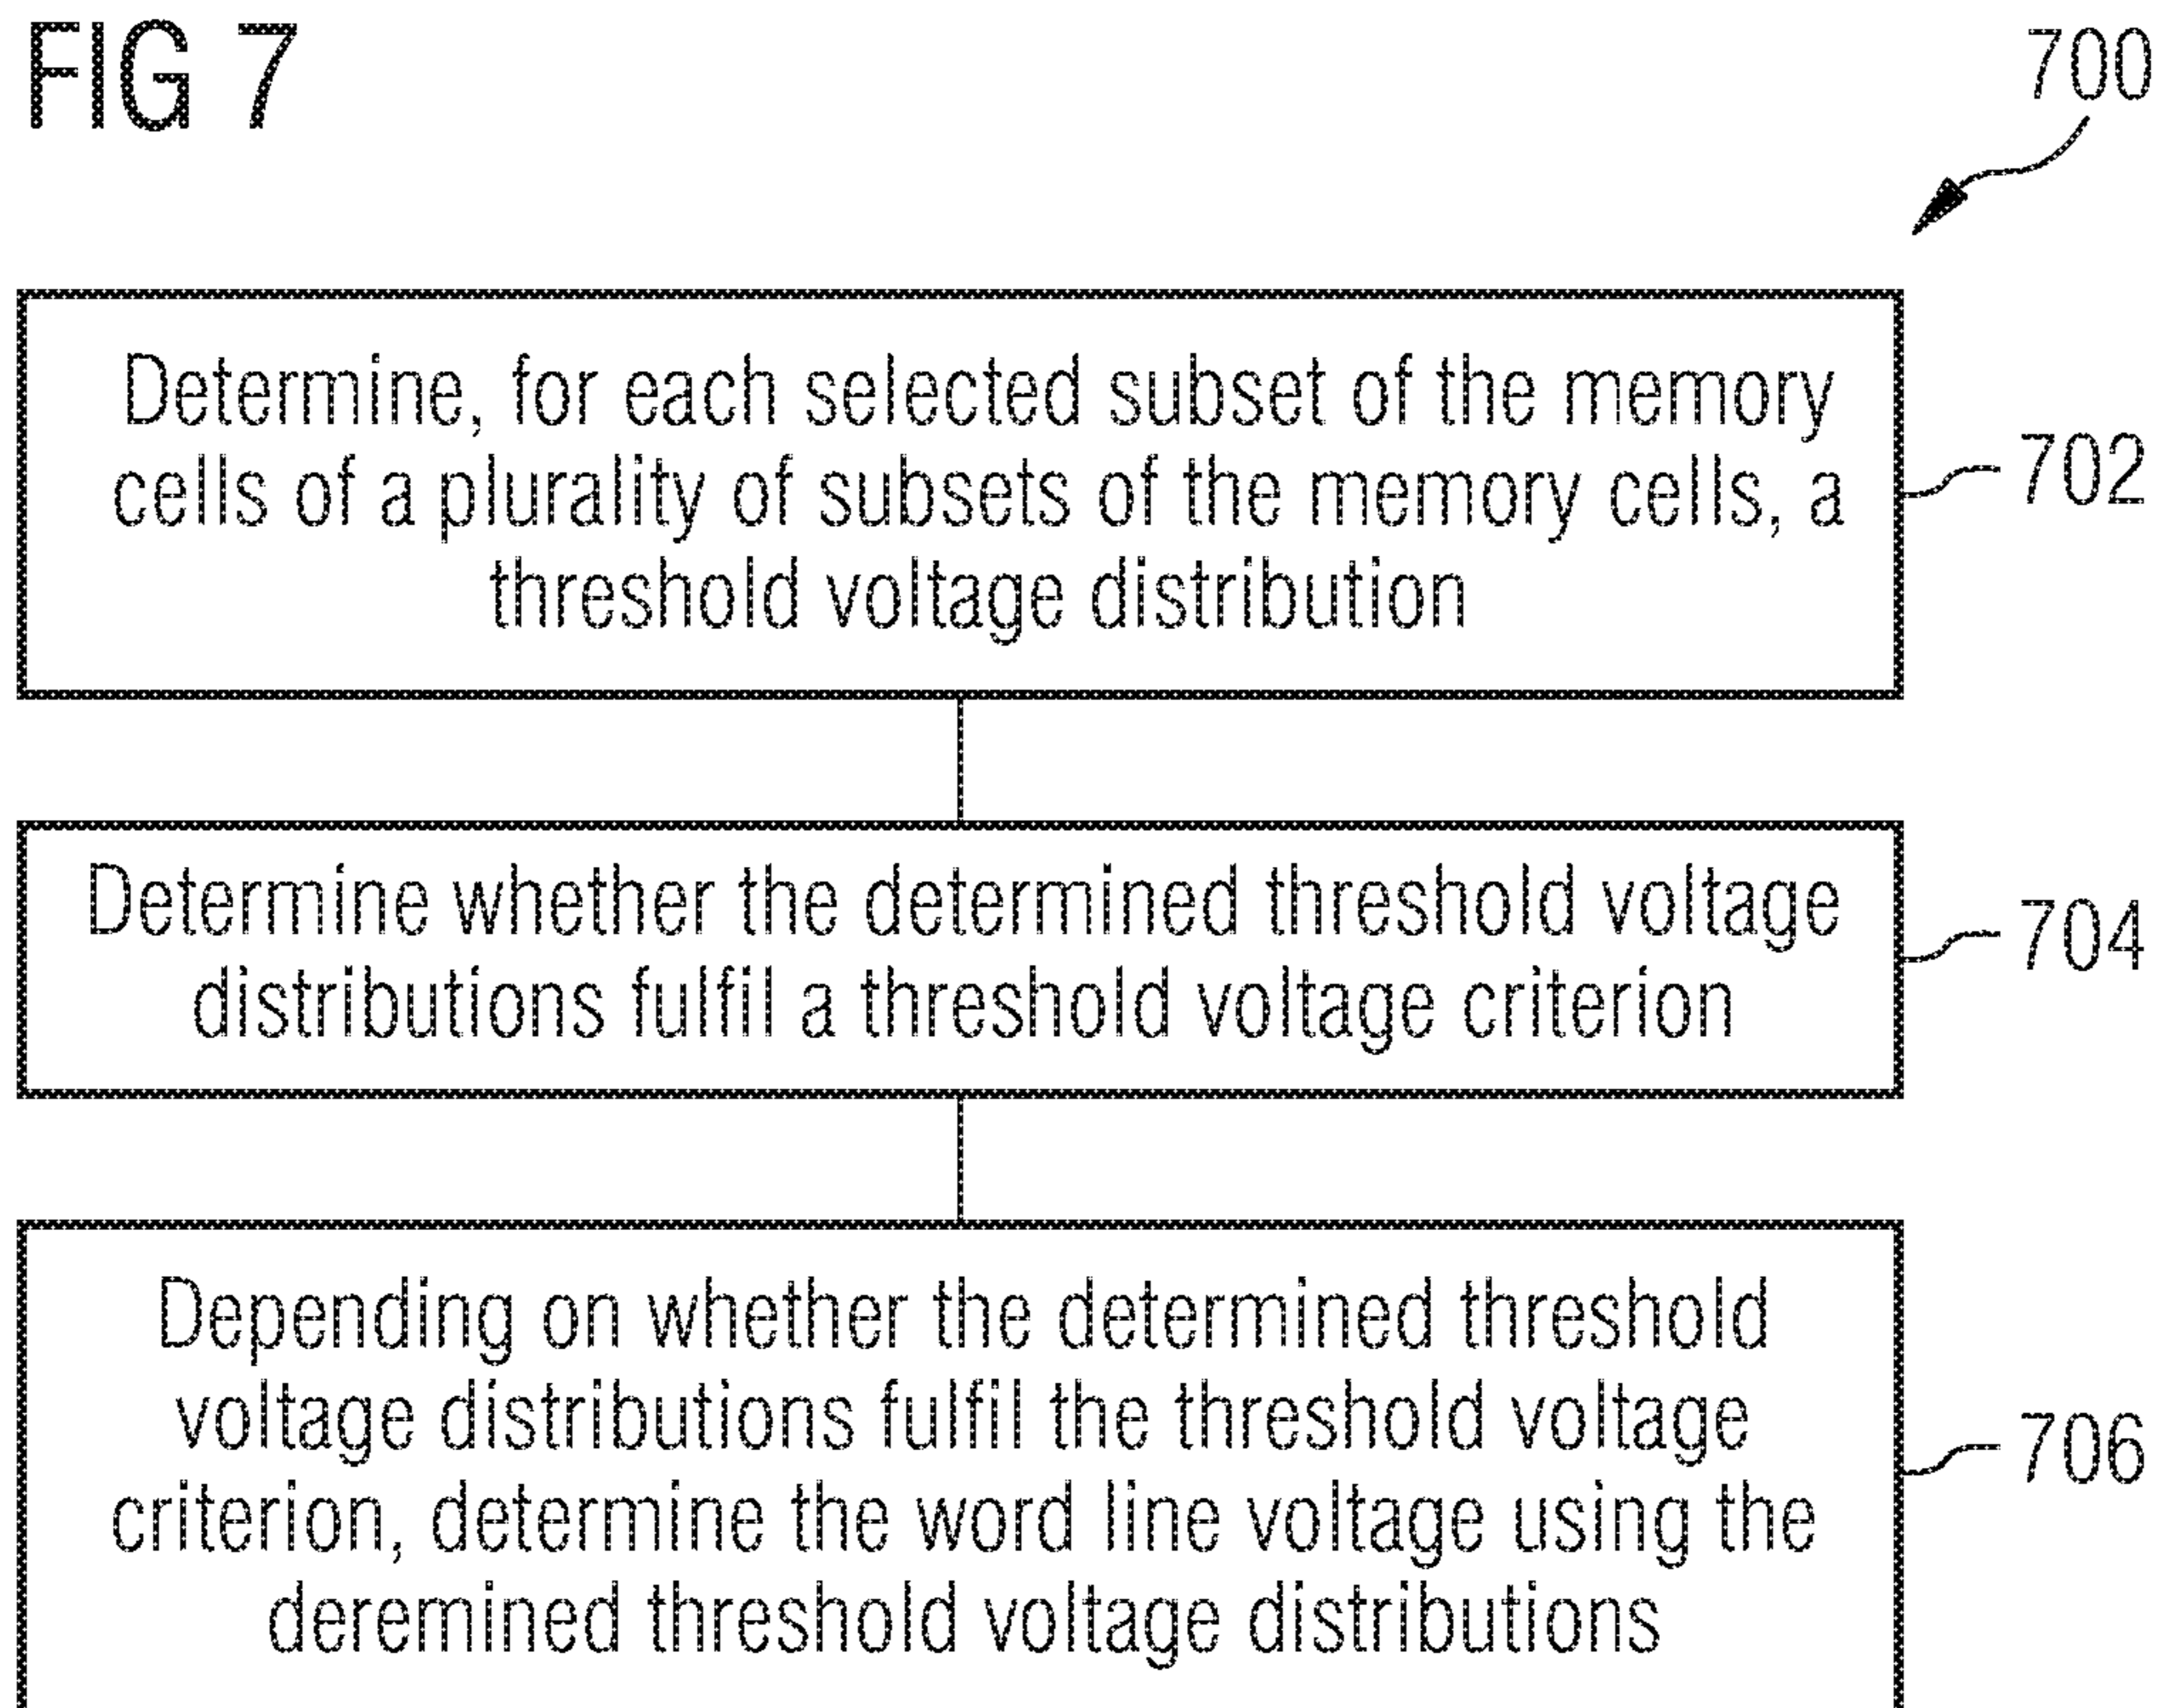 FIG 7
700
Determine, for each selected subset of the memory
cells of a plurality of subsets of the memory cells, a
threshold voltage distribution
702
Determine whether the determined threshold voltage
distributions fulfil a threshold voltage criterion
704
Depending on whether the determined threshold
voltage distributions fulfil the threshold voltage
criterion, determine the word line voltage using the
deremined threshold voltage distributions
706